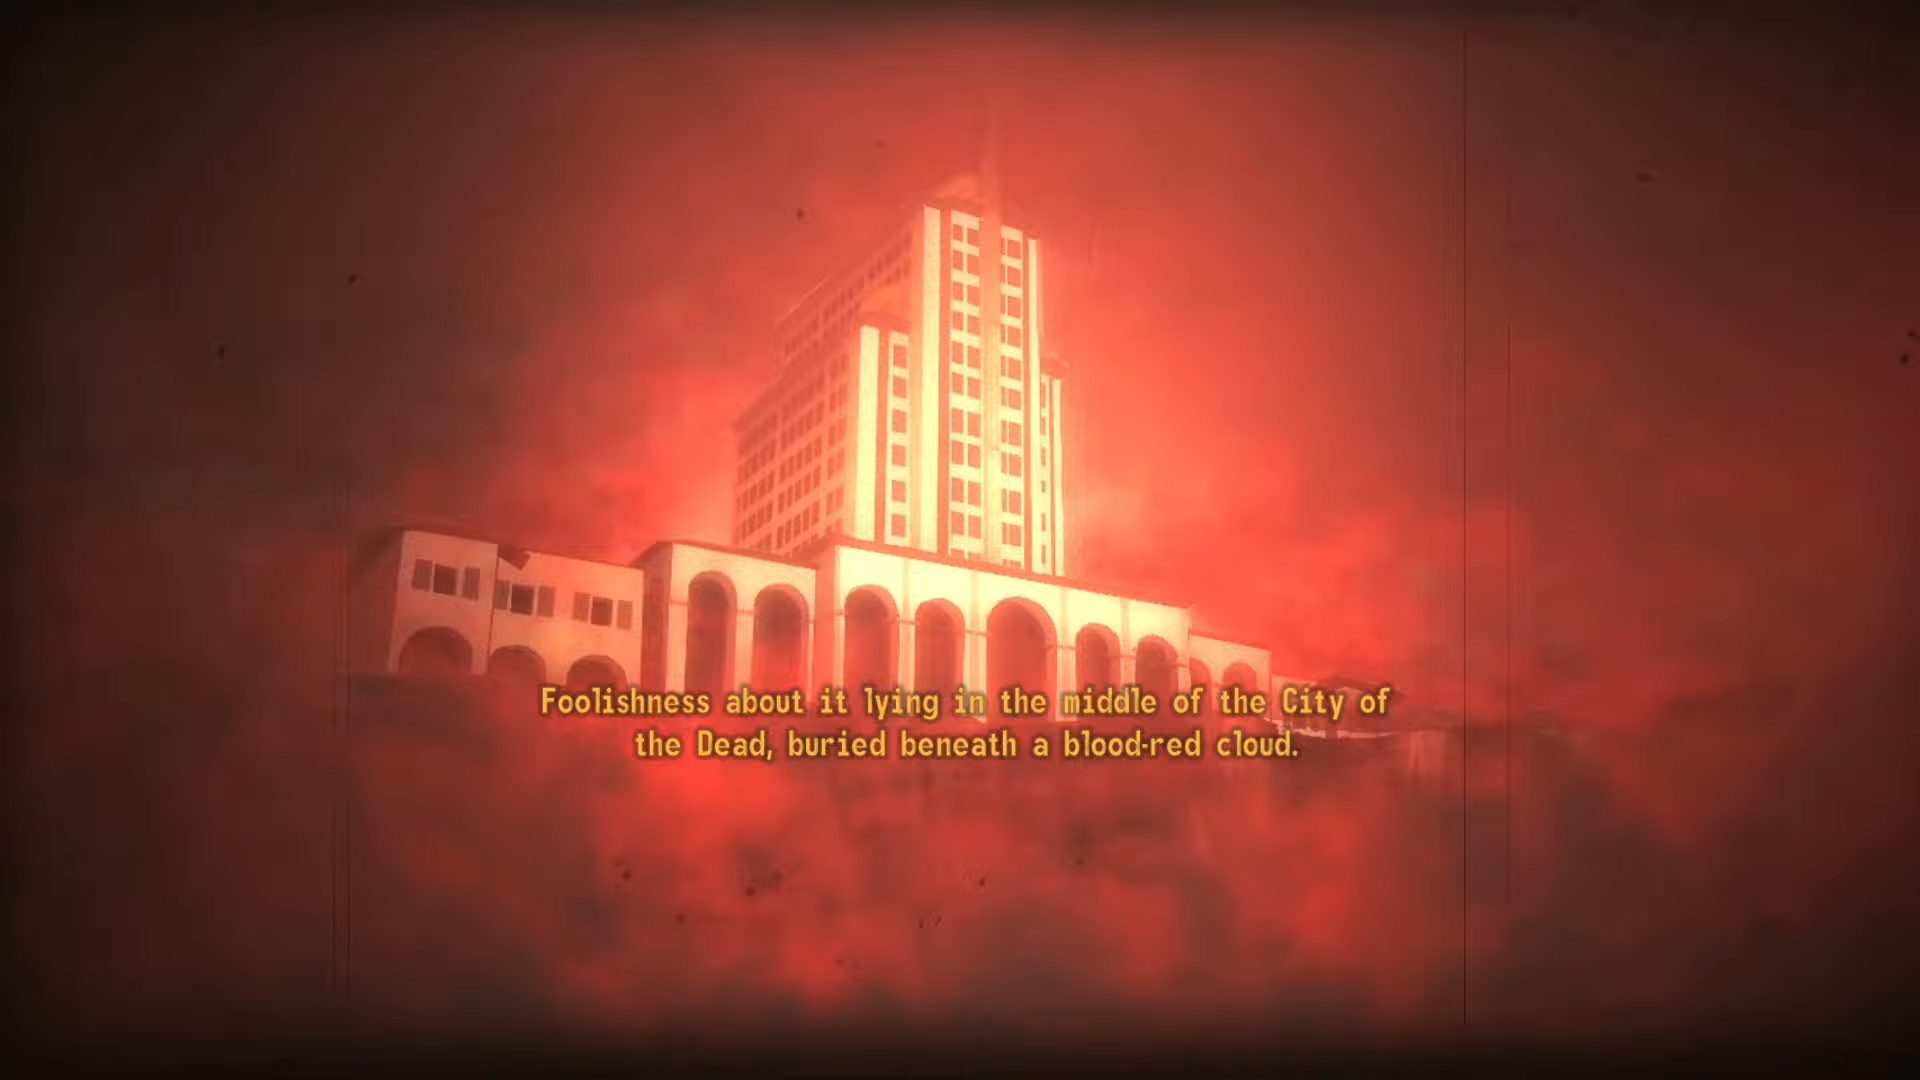 Foolishness about it lying in the middle of the City of
the Dead, buried beneath a blood-red cloud.